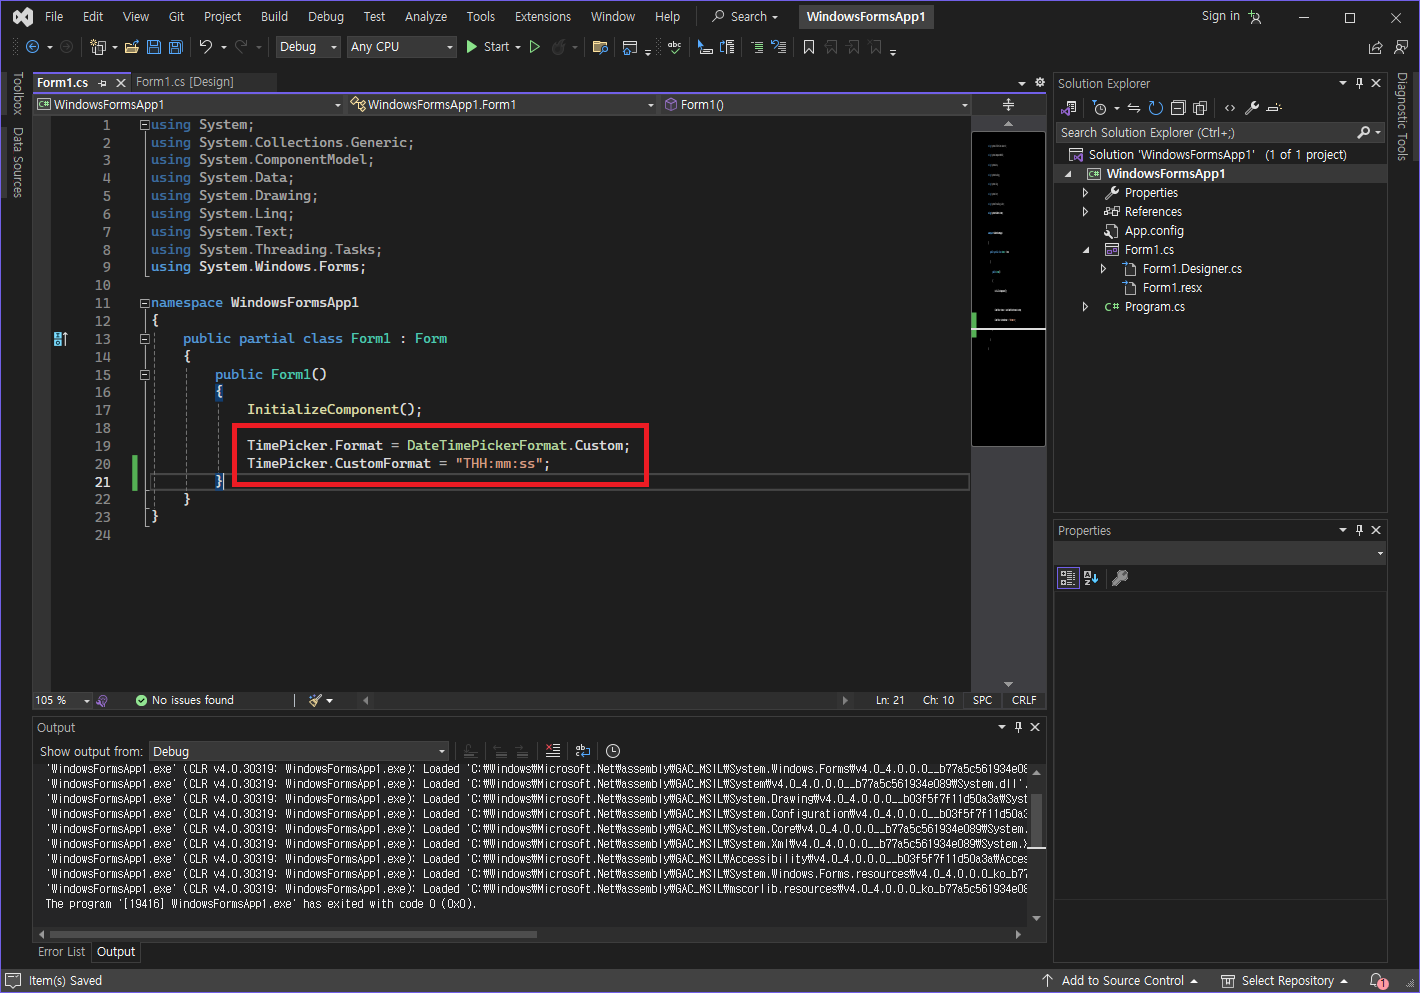 File Edit View Git Project Build Debug Test Analyze Tools Extensions Window Help Search WindowsFormsApp1 Sign in
Debug Any CPU Start
Toolbox
Data Sources
Form1.cs Form1.cs [Design]
WindowsFormsApp1 WindowsFormsApp1.Form1 Form1()
1 using System;
2 using System.Collections.Generic;
3 using System.ComponentModel;
4 using System.Data;
5 using System.Drawing;
6 using System.Linq;
7 using System.Text;
8 using System.Threading.Tasks;
9 using System.Windows.Forms;
10
11 namespace WindowsFormsApp1
12 {
13 public partial class Form1 : Form
14 {
15 public Form1()
16 {
17 InitializeComponent();
18
19 TimePicker.Format = DateTimePickerFormat.Custom;
20 TimePicker.CustomFormat = "THH:mm:ss";
21 }
22 }
23 }
24
105 % No issues found Ln: 21 Ch: 10 SPC CRLF
Output
Show output from: Debug
'WindowsFormsApp1.exe' (CLR v4.0.30319: WindowsFormsApp1.exe): Loaded 'C:₩Windows₩Microsoft.Net₩assembly₩GAC_MSIL₩System.Windows.Forms₩v4.0_4.0.0.0__b77a5c561934e08
'WindowsFormsApp1.exe' (CLR v4.0.30319: WindowsFormsApp1.exe): Loaded 'C:₩Windows₩Microsoft.Net₩assembly₩GAC_MSIL₩System₩v4.0_4.0.0.0__b77a5c561934e089₩System.dll'.
'WindowsFormsApp1.exe' (CLR v4.0.30319: WindowsFormsApp1.exe): Loaded 'C:₩Windows₩Microsoft.Net₩assembly₩GAC_MSIL₩System.Drawing₩v4.0_4.0.0.0__b03f5f7f11d50a3a₩Syst
'WindowsFormsApp1.exe' (CLR v4.0.30319: WindowsFormsApp1.exe): Loaded 'C:₩Windows₩Microsoft.Net₩assembly₩GAC_MSIL₩System.Configuration₩v4.0_4.0.0.0__b03f5f7f11d50a3
'WindowsFormsApp1.exe' (CLR v4.0.30319: WindowsFormsApp1.exe): Loaded 'C:₩Windows₩Microsoft.Net₩assembly₩GAC_MSIL₩System.Core₩v4.0_4.0.0.0__b77a5c561934e089₩System.
'WindowsFormsApp1.exe' (CLR v4.0.30319: WindowsFormsApp1.exe): Loaded 'C:₩Windows₩Microsoft.Net₩assembly₩GAC_MSIL₩System.Xml₩v4.0_4.0.0.0__b77a5c561934e089₩System.X
'WindowsFormsApp1.exe' (CLR v4.0.30319: WindowsFormsApp1.exe): Loaded 'C:₩Windows₩Microsoft.Net₩assembly₩GAC_MSIL₩Accessibility₩v4.0_4.0.0.0__b03f5f7f11d50a3a₩Acces
'WindowsFormsApp1.exe' (CLR v4.0.30319: WindowsFormsApp1.exe): Loaded 'C:₩Windows₩Microsoft.Net₩assembly₩GAC_MSIL₩System.Windows.Forms.resources₩v4.0_4.0.0.0_ko_b77
'WindowsFormsApp1.exe' (CLR v4.0.30319: WindowsFormsApp1.exe): Loaded 'C:₩Windows₩Microsoft.Net₩assembly₩GAC_MSIL₩mscorlib.resources₩v4.0_4.0.0.0_ko_b77a5c561934e08
The program '[19416] WindowsFormsApp1.exe' has exited with code 0 (0x0).
Error List Output
Solution Explorer
Search Solution Explorer (Ctrl+;)
Solution 'WindowsFormsApp1' (1 of 1 project)
WindowsFormsApp1
Properties
References
App.config
Form1.cs
Form1.Designer.cs
Form1.resx
Program.cs
Properties
Diagnostic Tools
Item(s) Saved Add to Source Control Select Repository 1